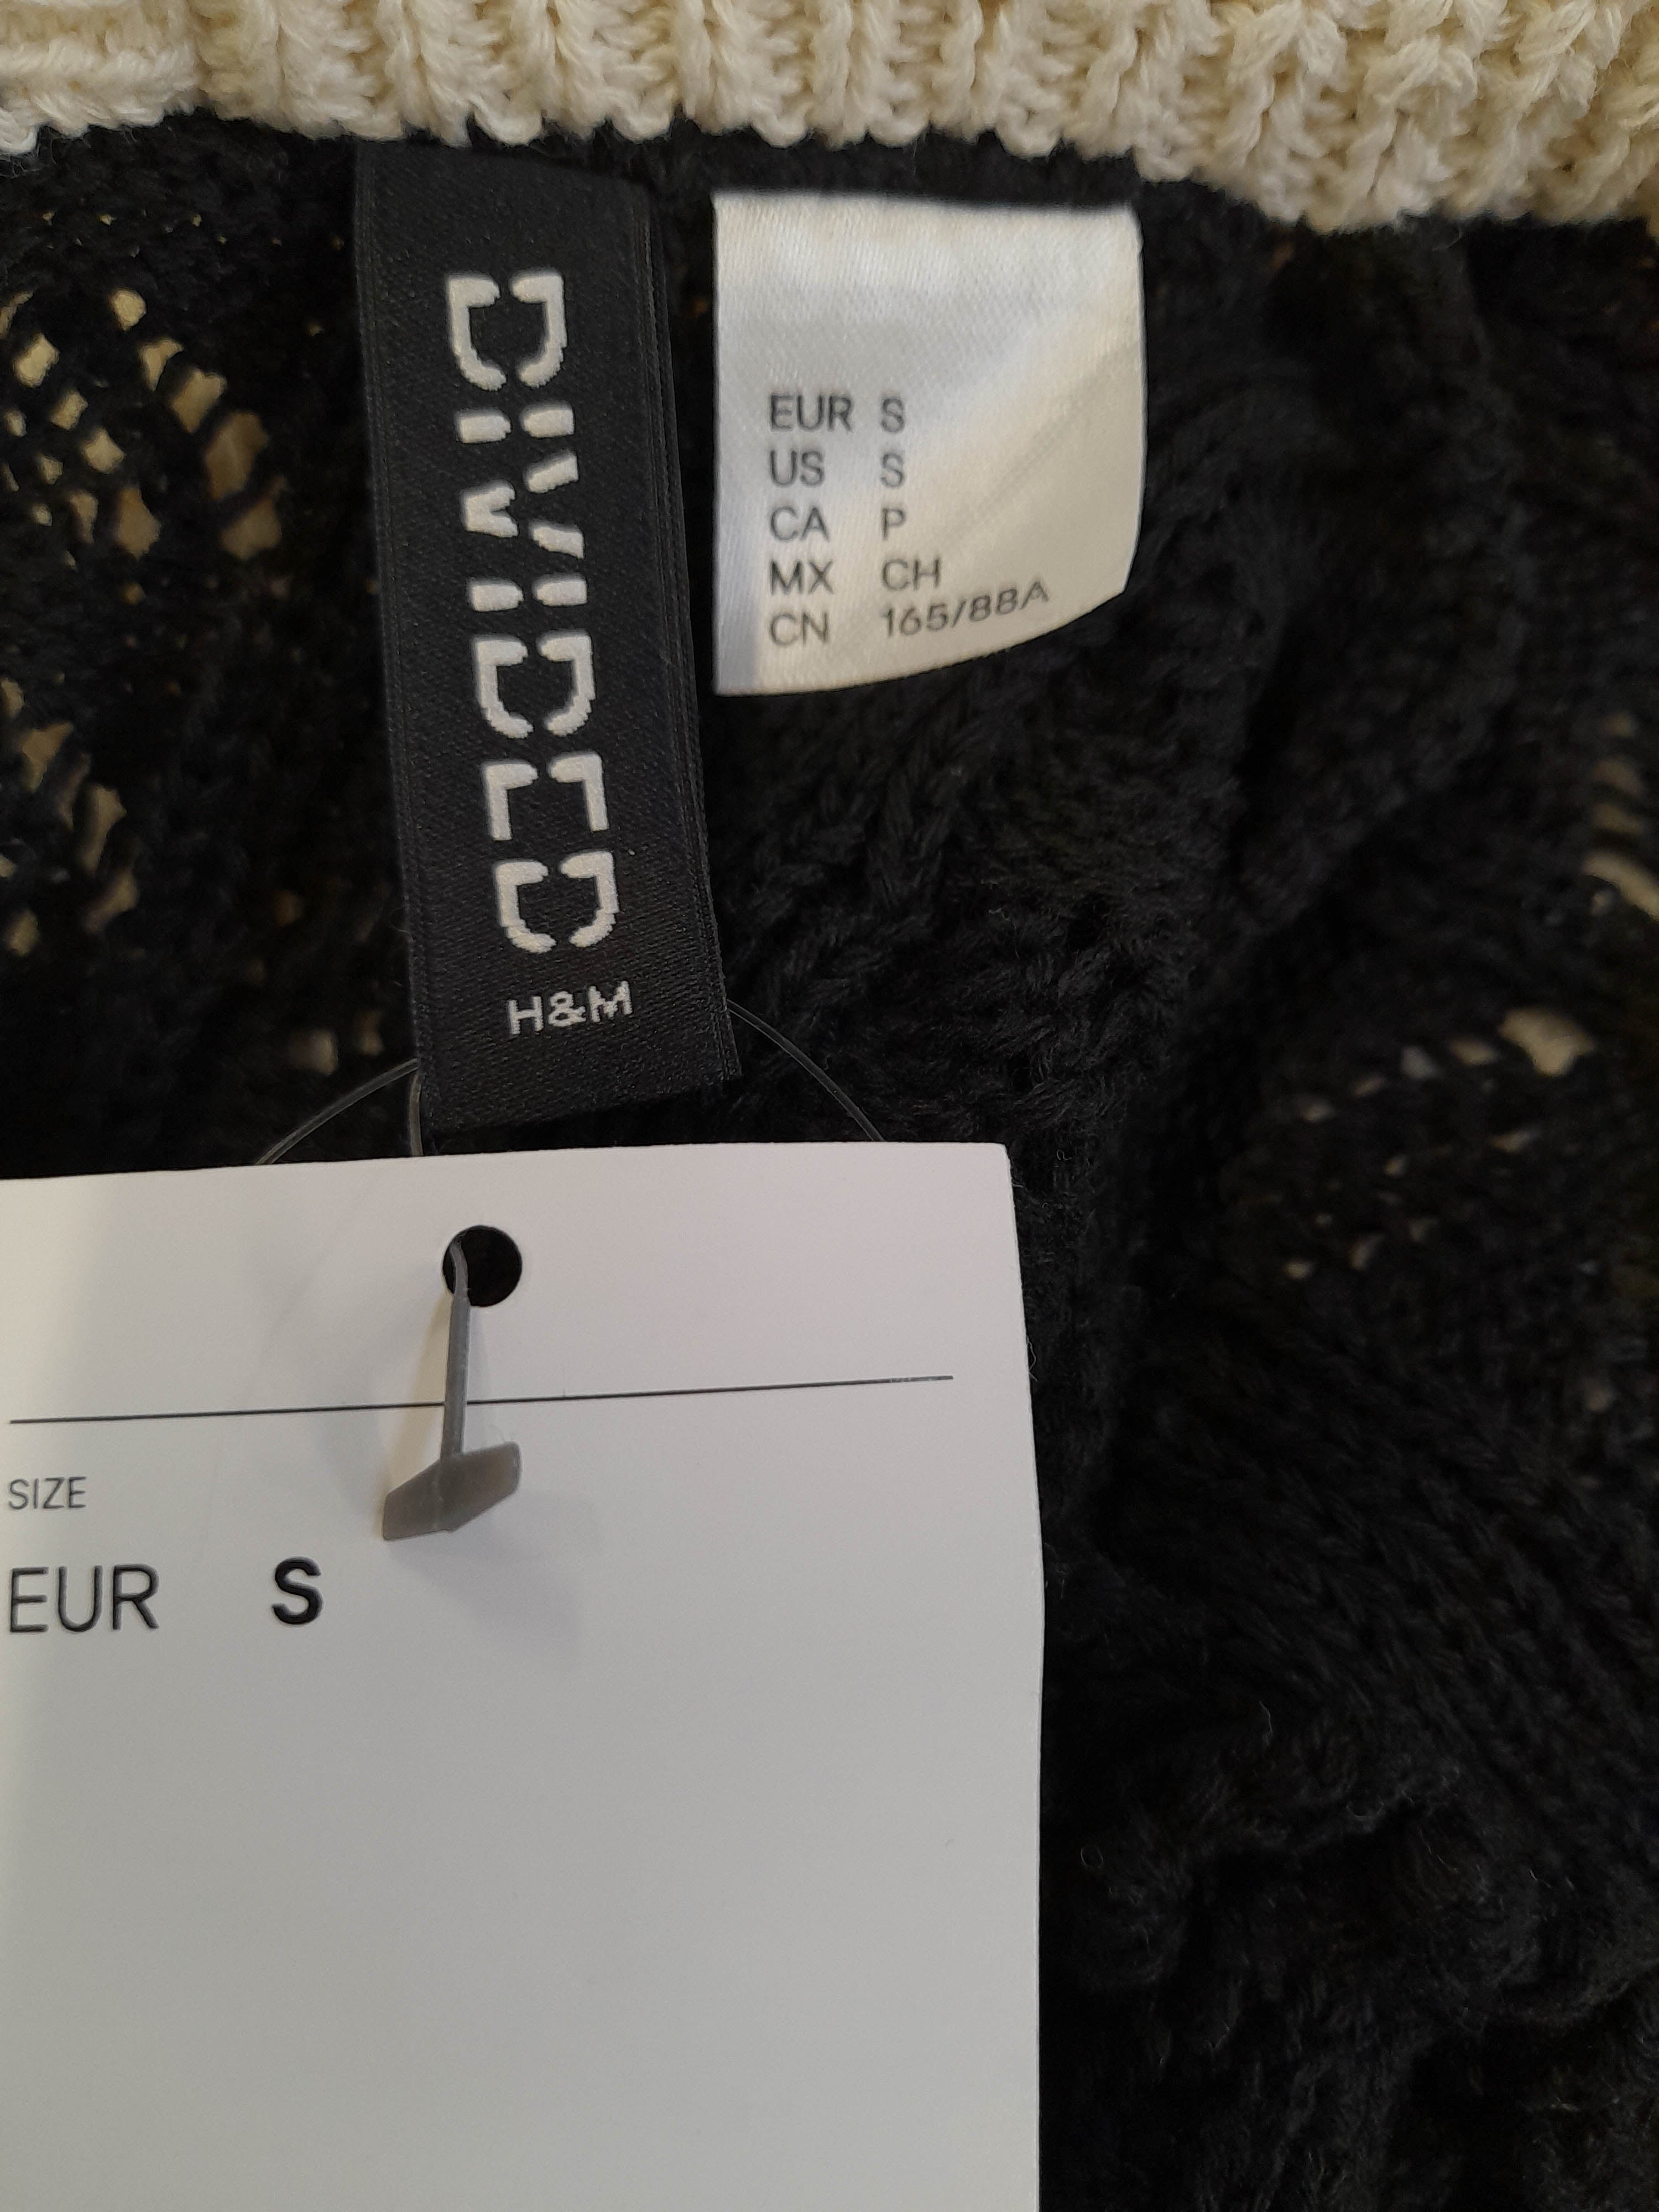 DIVIDED
H&M
EUR S
US S
CA P
MX CH
CN 165/88A
SIZE
EUR S